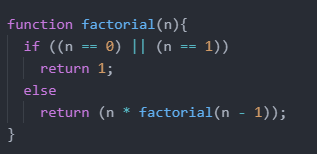 function factorial(n){
  if ((n == 0) || (n == 1))
    return 1;
  else
    return (n * factorial(n - 1));
}